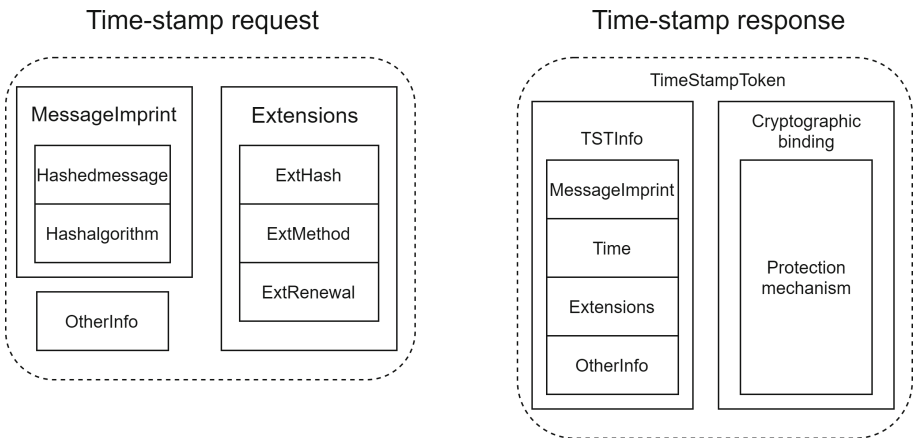 Time-stamp request
MessageImprint
Hashedmessage
Hashalgorithm
OtherInfo
Extensions
ExtHash
ExtMethod
ExtRenewal
Time-stamp response
TimeStampToken
TSTInfo
MessageImprint
Time
Extensions
OtherInfo
Cryptographic
binding
Protection
mechanism